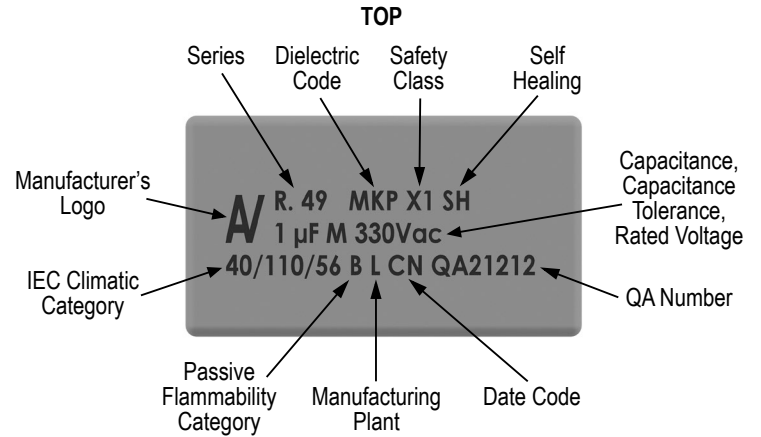 TOP
Series
Dielectric
Code
Safety
Class
Self
Healing
Manufacturer's
Logo
R. 49 MKP X1 SH
1 µF M 330Vac
40/110/56 B L CN QA21212
Capacitance,
Capacitance
Tolerance,
Rated Voltage
IEC Climatic
Category
QA Number
Passive
Flammability
Category
Manufacturing
Plant
Date Code